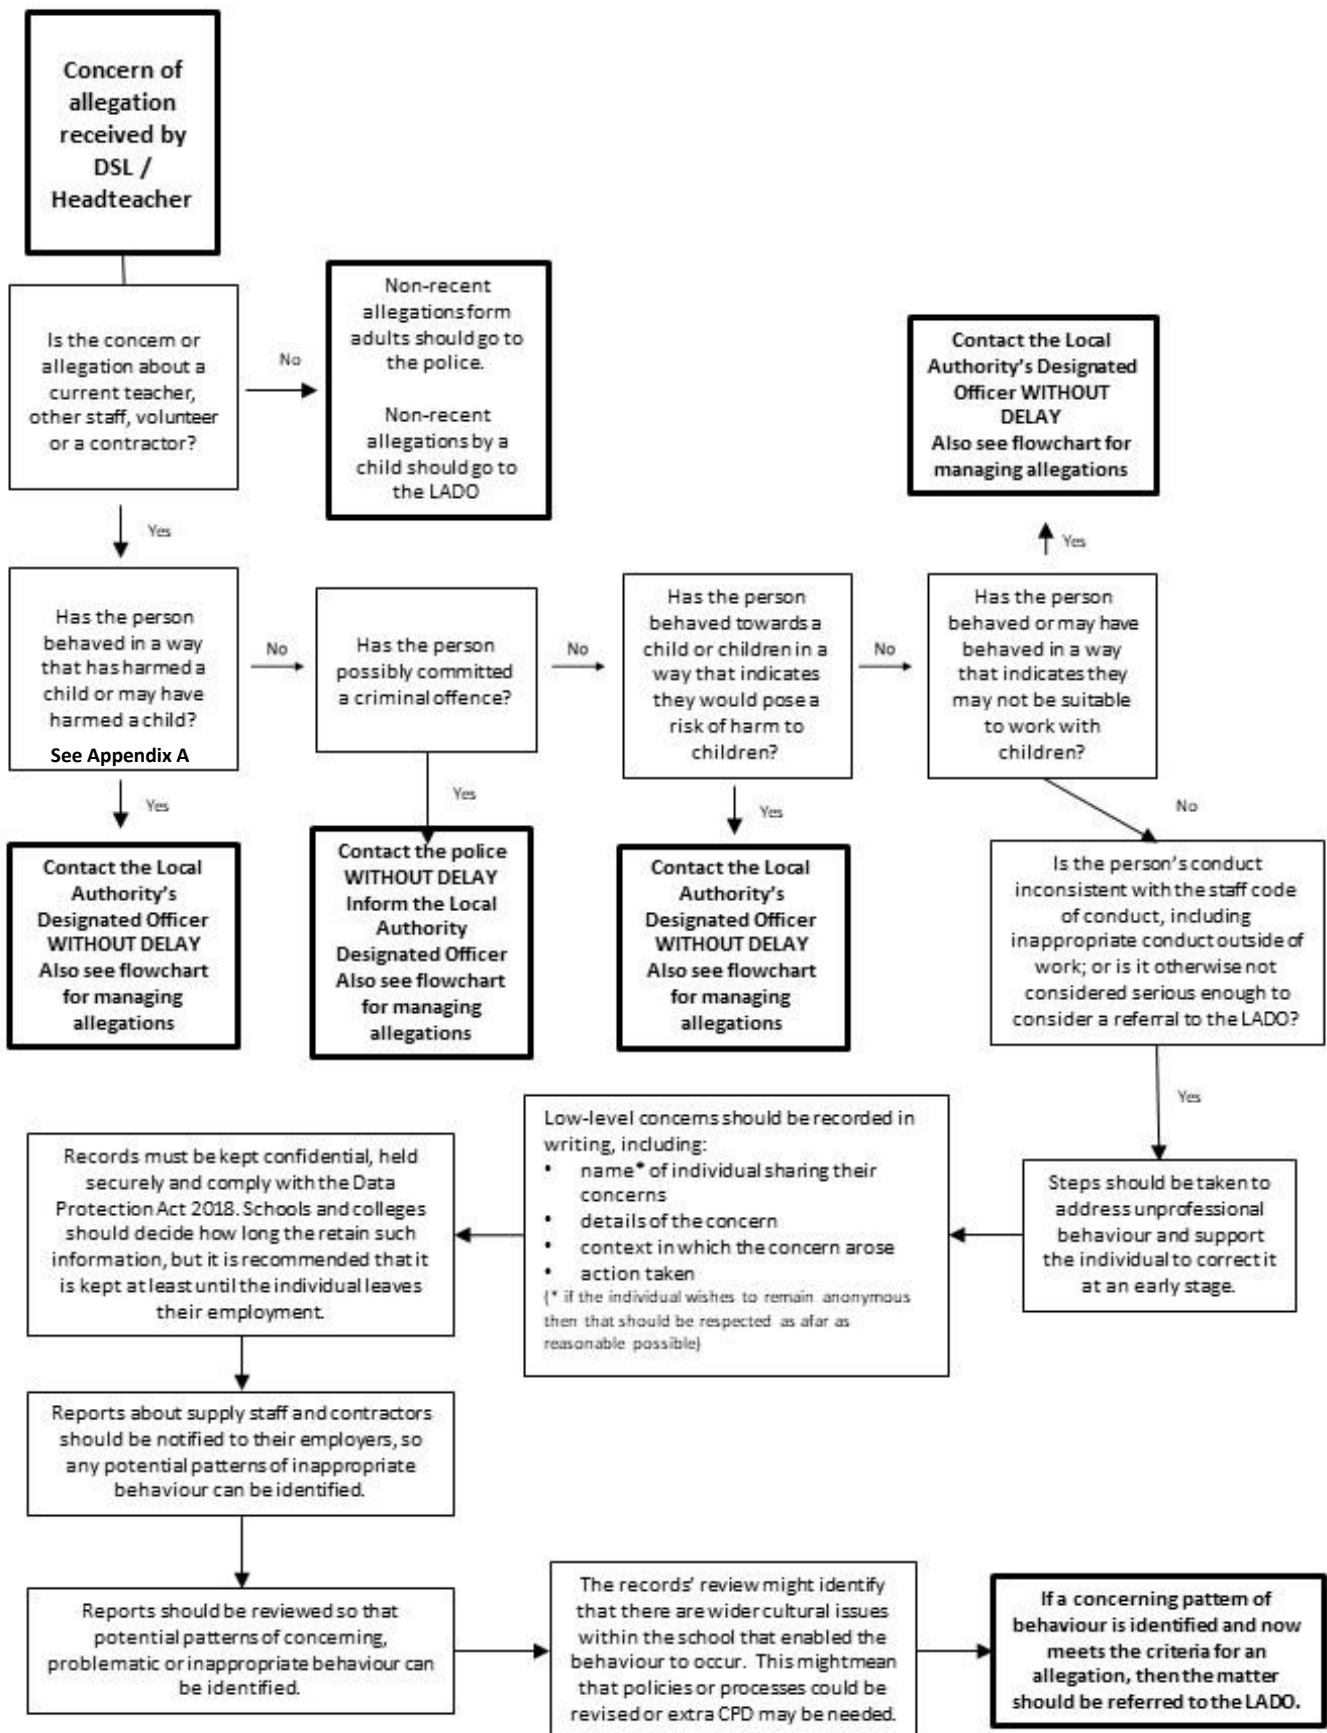 Concern of
allegation
received by
DSL /
Headteacher
Is the concern or
allegation about a
current teacher,
other staff, volunteer
or a contractor?
No
Non-recent
allegations form
adults should go to
the police.
Non-recent
allegations by a
child should go to
the LADO
Yes
Contact the Local
Authority's Designated
Officer WITHOUT
DELAY
Also see flowchart for
managing allegations
Yes
Has the person
behaved in a way
that has harmed a
child or may have
harmed a child?
See Appendix A
No
Has the person
possibly committed
a criminal offence?
No
Has the person
behaved towards a
child or children in a
way that indicates
they would pose a
risk of harm to
children?
No
Has the person
behaved or may have
behaved in a way
that indicates they
may not be suitable
to work with
children?
Yes
Contact the Local
Authority's
Designated Officer
WITHOUT DELAY
Also see flowchart
for managing
allegations
Yes
Contact the police
WITHOUT DELAY
Inform the Local
Authority
Designated Officer
Also see flowchart
for managing
allegations
Yes
Contact the Local
Authority's
Designated Officer
WITHOUT DELAY
Also see flowchart
for managing
allegations
No
Is the person's conduct
inconsistent with the staff code
of conduct, including
inappropriate conduct outside of
work; or is it otherwise not
considered serious enough to
consider a referral to the LADO?
Yes
Steps should be taken to
address unprofessional
behaviour and support
the individual to correct it
at an early stage.
Low-level concerns should be recorded in
writing, including:
• name* of individual sharing their
concerns
• details of the concern
• context in which the concern arose
• action taken
(* if the individual wishes to remain anonymous
then that should be respected as afar as
reasonable possible)
Records must be kept confidential, held
securely and comply with the Data
Protection Act 2018. Schools and colleges
should decide how long the retain such
information, but it is recommended that it
is kept at least until the individual leaves
their employment.
Reports about supply staff and contractors
should be notified to their employers, so
any potential patterns of inappropriate
behaviour can be identified.
Reports should be reviewed so that
potential patterns of concerning,
problematic or inappropriate behaviour can
be identified.
The records' review might identify
that there are wider cultural issues
within the school that enabled the
behaviour to occur. This might mean
that policies or processes could be
revised or extra CPD may be needed.
If a concerning pattern of
behaviour is identified and now
meets the criteria for an
allegation, then the matter
should be referred to the LADO.